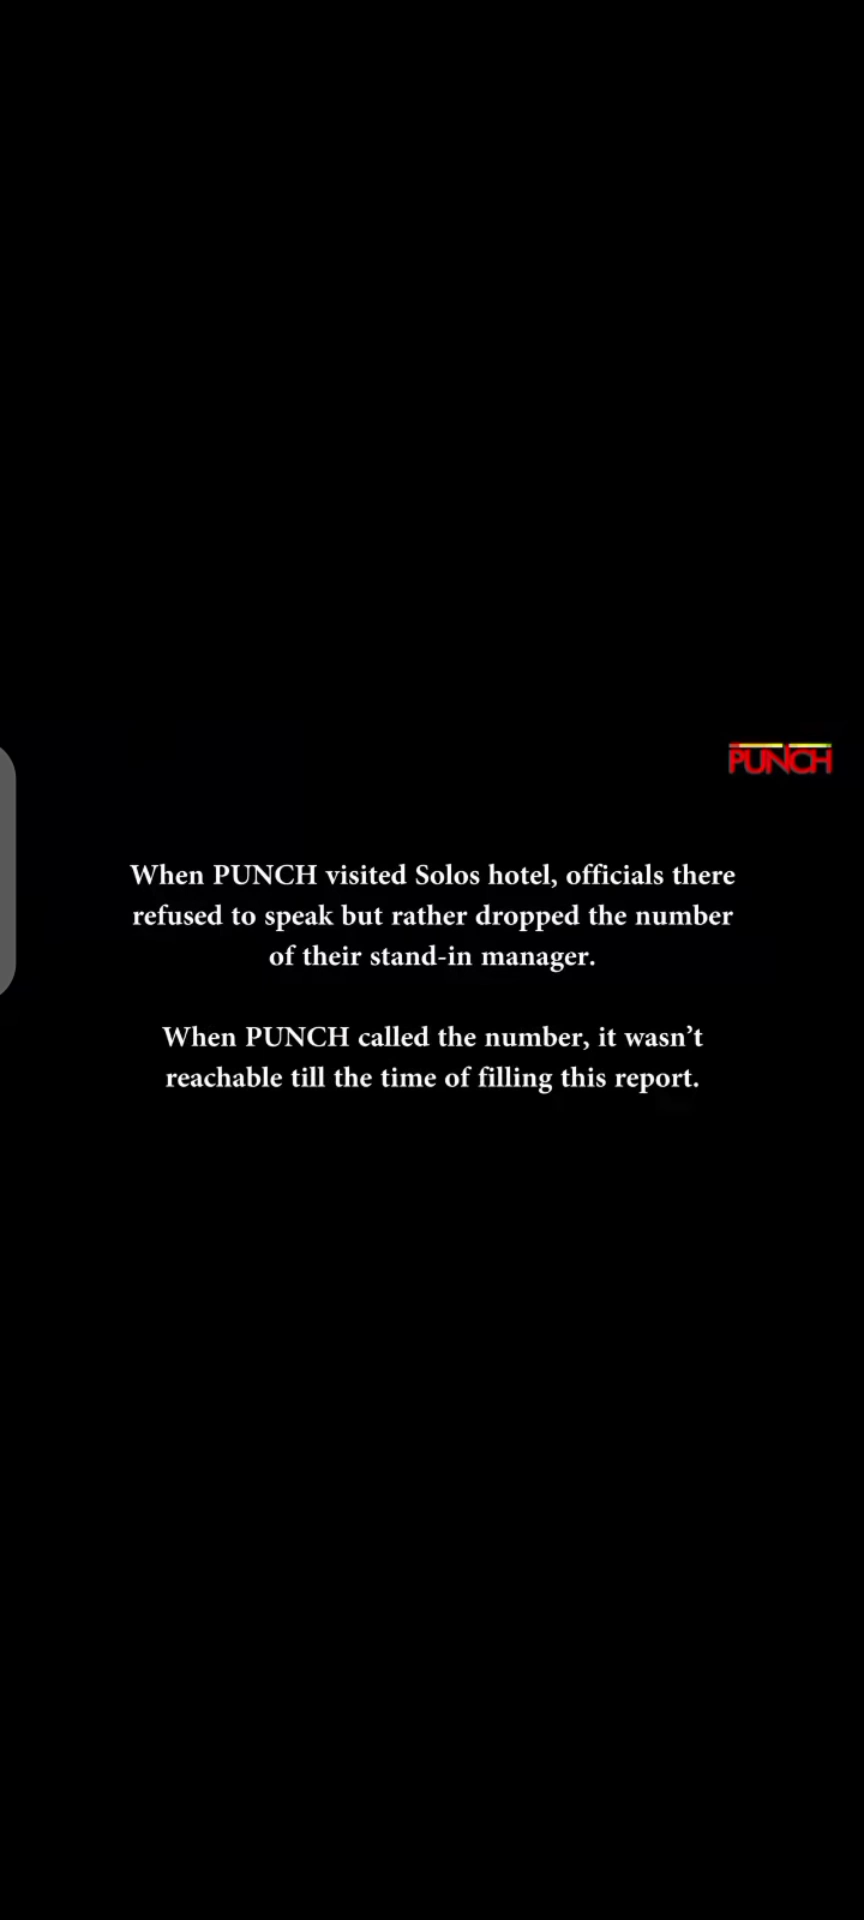 PUNCH
When PUNCH visited Solos hotel, officials there
refused to speak but rather dropped the number
of their stand-in manager.
When PUNCH called the number, it wasn’t
reachable till the time of filling this report.